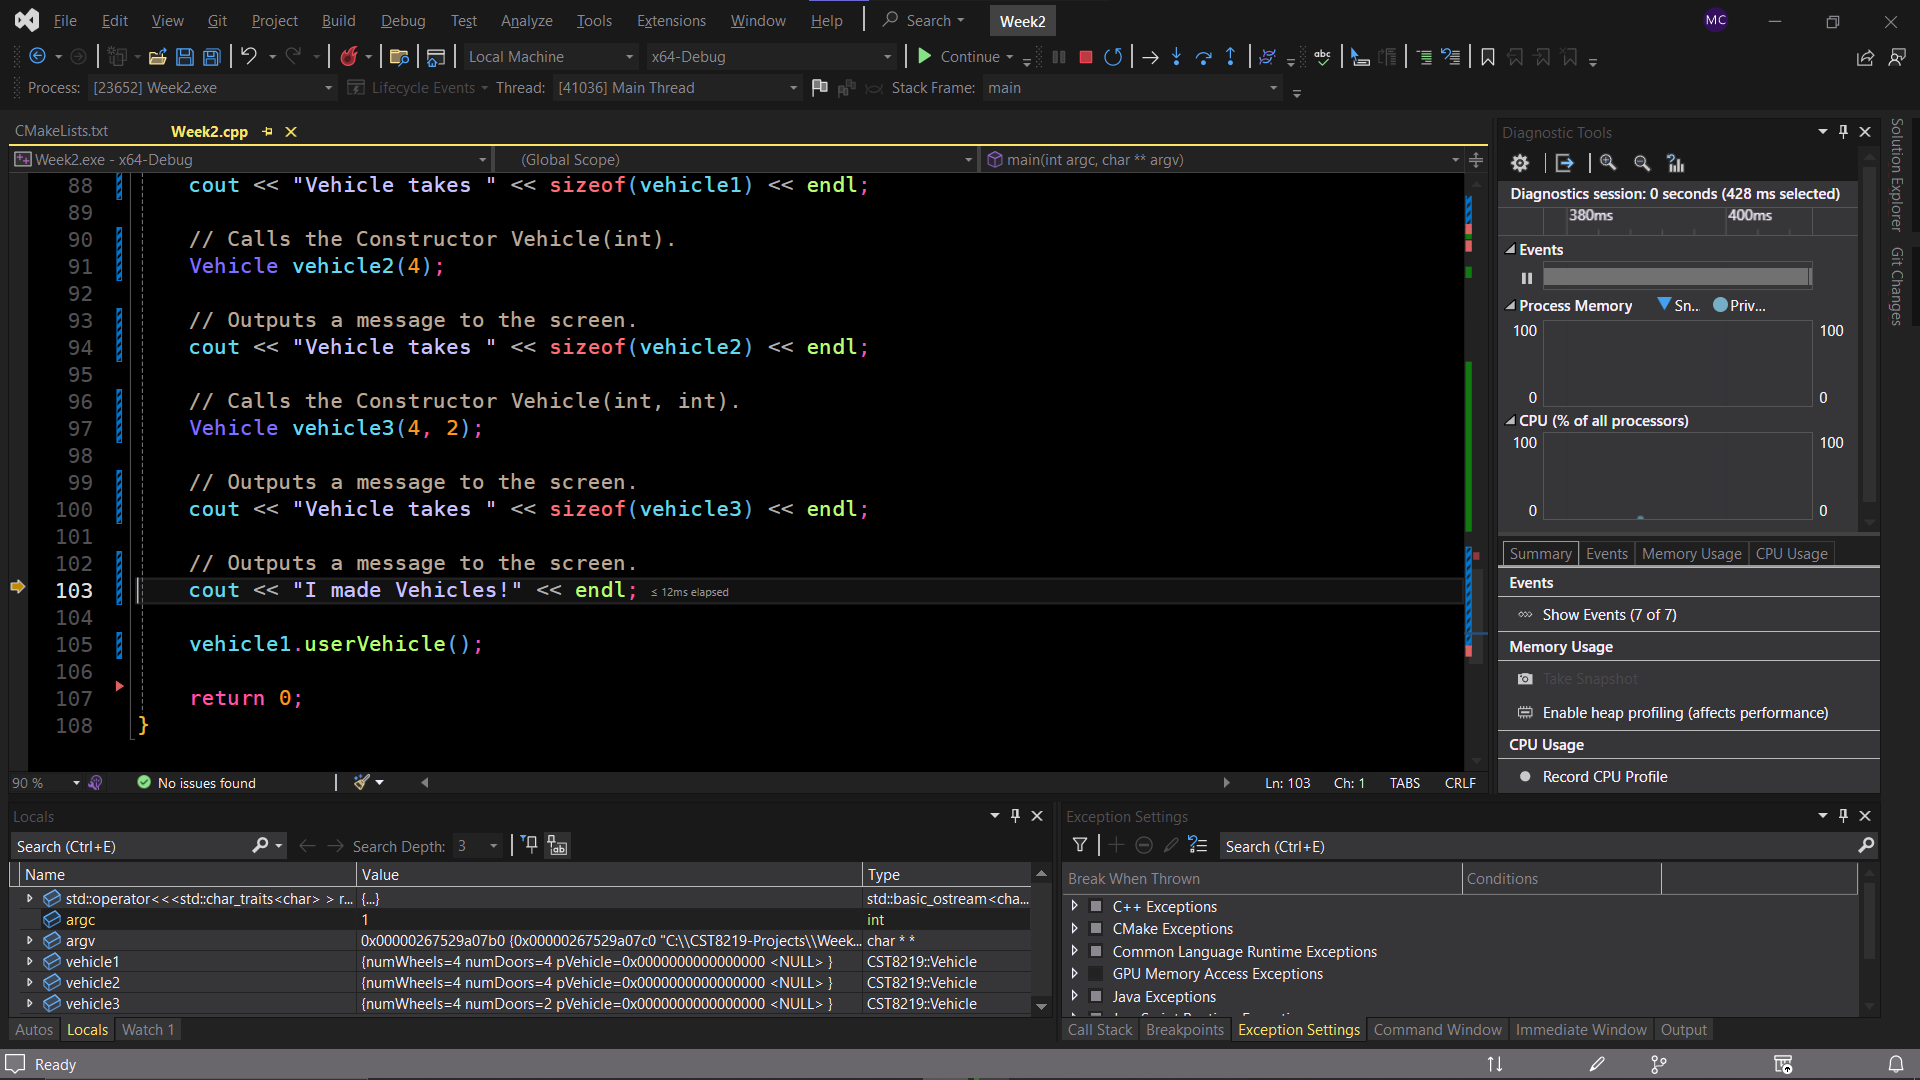 File Edit View Git Project Build Debug Test Analyze Tools Extensions Window Help Search Week2 MC
Local Machine x64-Debug Continue abc
Process: [23652] Week2.exe Lifecycle Events Thread: [41036] Main Thread Stack Frame: main
CMakeLists.txt Week2.cpp
Week2.exe - x64-Debug (Global Scope) main(int argc, char ** argv)
88 cout << "Vehicle takes " << sizeof(vehicle1) << endl;
89
90 // Calls the Constructor Vehicle(int).
91 Vehicle vehicle2(4);
92
93 // Outputs a message to the screen.
94 cout << "Vehicle takes " << sizeof(vehicle2) << endl;
95
96 // Calls the Constructor Vehicle(int, int).
97 Vehicle vehicle3(4, 2);
98
99 // Outputs a message to the screen.
100 cout << "Vehicle takes " << sizeof(vehicle3) << endl;
101
102 // Outputs a message to the screen.
103 cout << "I made Vehicles!" << endl; ≤ 12ms elapsed
104
105 vehicle1.userVehicle();
106
107 return 0;
108 }
90 % No issues found Ln: 103 Ch: 1 TABS CRLF
Diagnostic Tools
Diagnostics session: 0 seconds (428 ms selected)
380ms 400ms
Events
Process Memory Sn... Priv...
100 100
0 0
CPU (% of all processors)
100 100
0 0
Summary Events Memory Usage CPU Usage
Events
Show Events (7 of 7)
Memory Usage
Take Snapshot
Enable heap profiling (affects performance)
CPU Usage
Record CPU Profile
Solution Explorer
Git Changes
Locals
Search (Ctrl+E) Search Depth: 3
Name Value Type
std::operator<<<std::char_traits<char> > r... {...} std::basic_ostream<cha...
argc 1 int
argv 0x00000267529a07b0 {0x00000267529a07c0 "C:\\CST8219-Projects\\Week... char * *
vehicle1 {numWheels=4 numDoors=4 pVehicle=0x0000000000000000 <NULL> } CST8219::Vehicle
vehicle2 {numWheels=4 numDoors=4 pVehicle=0x0000000000000000 <NULL> } CST8219::Vehicle
vehicle3 {numWheels=4 numDoors=2 pVehicle=0x0000000000000000 <NULL> } CST8219::Vehicle
Autos Locals Watch 1
Exception Settings
Search (Ctrl+E)
Break When Thrown Conditions
C++ Exceptions
CMake Exceptions
Common Language Runtime Exceptions
GPU Memory Access Exceptions
Java Exceptions
Call Stack Breakpoints Exception Settings Command Window Immediate Window Output
Ready